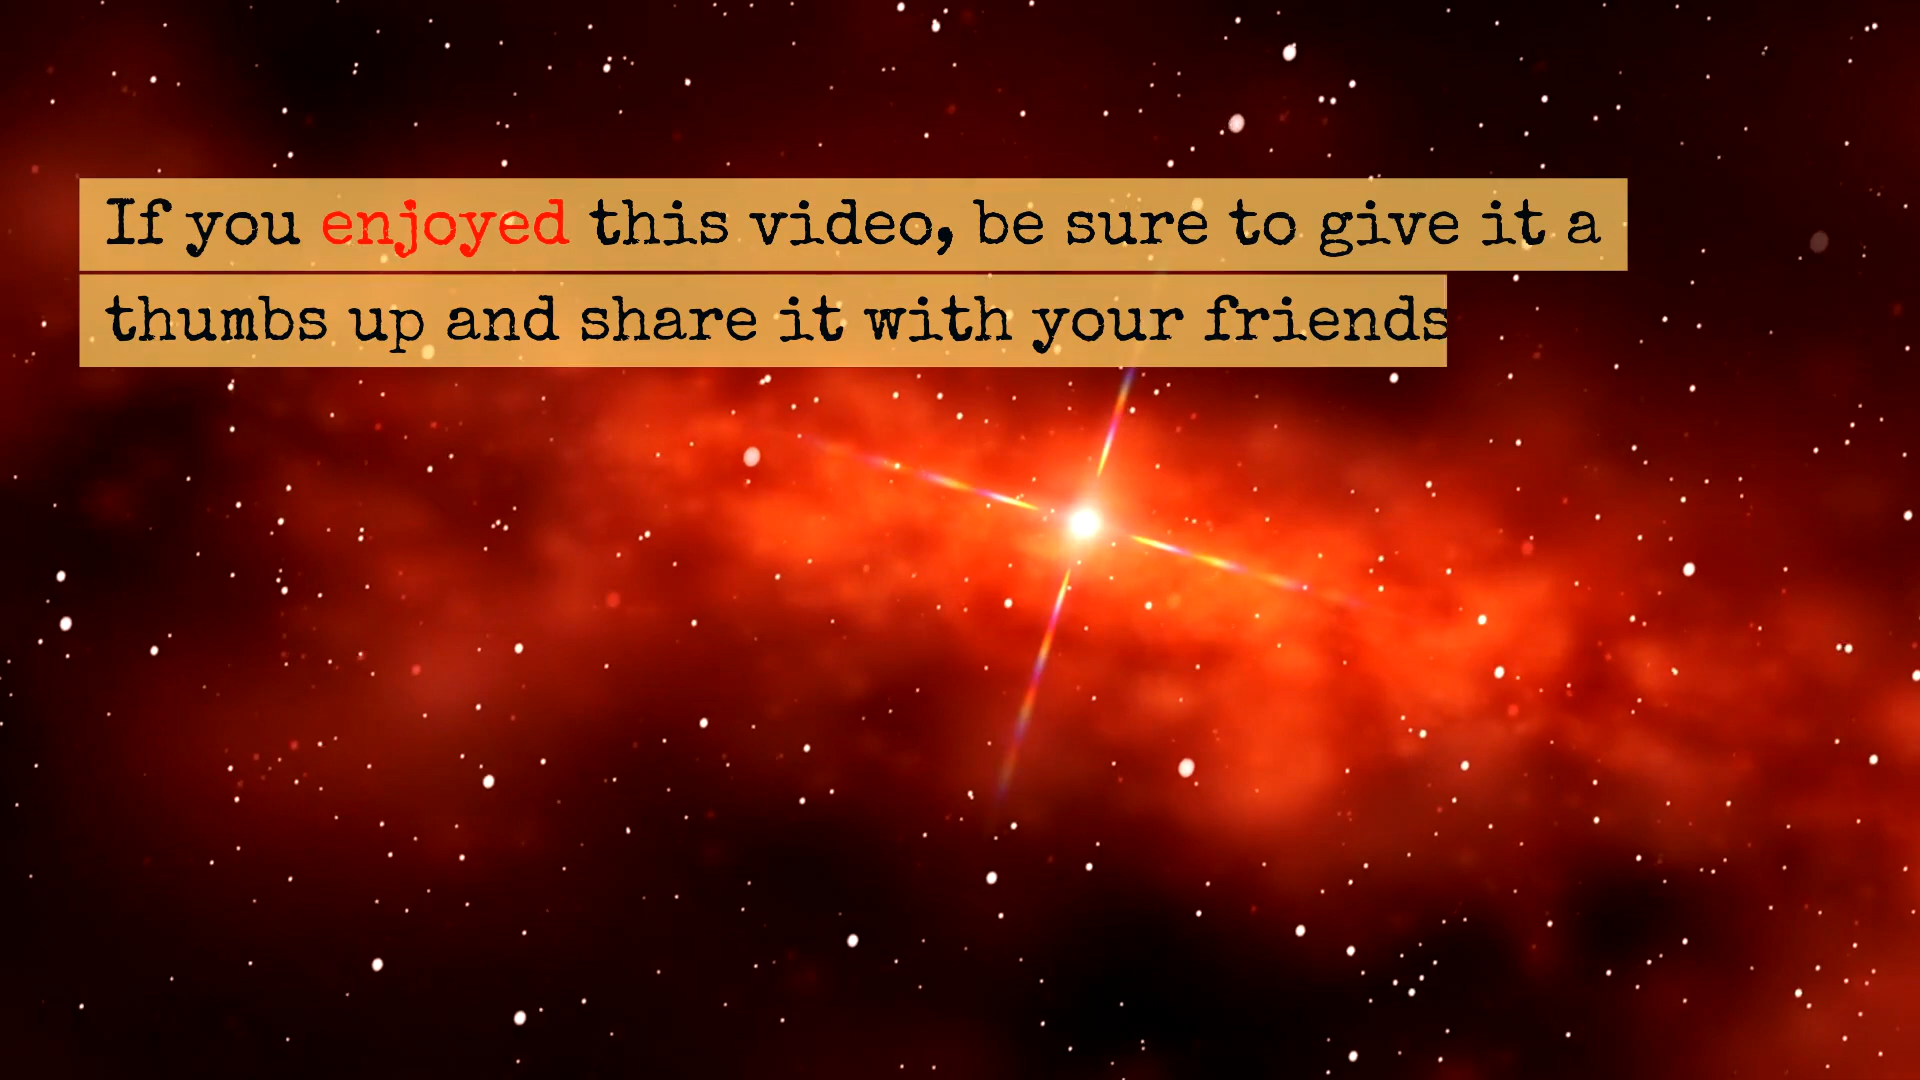 If you enjoyed this video, be sure to give it a
thumbs up and share it with your friends